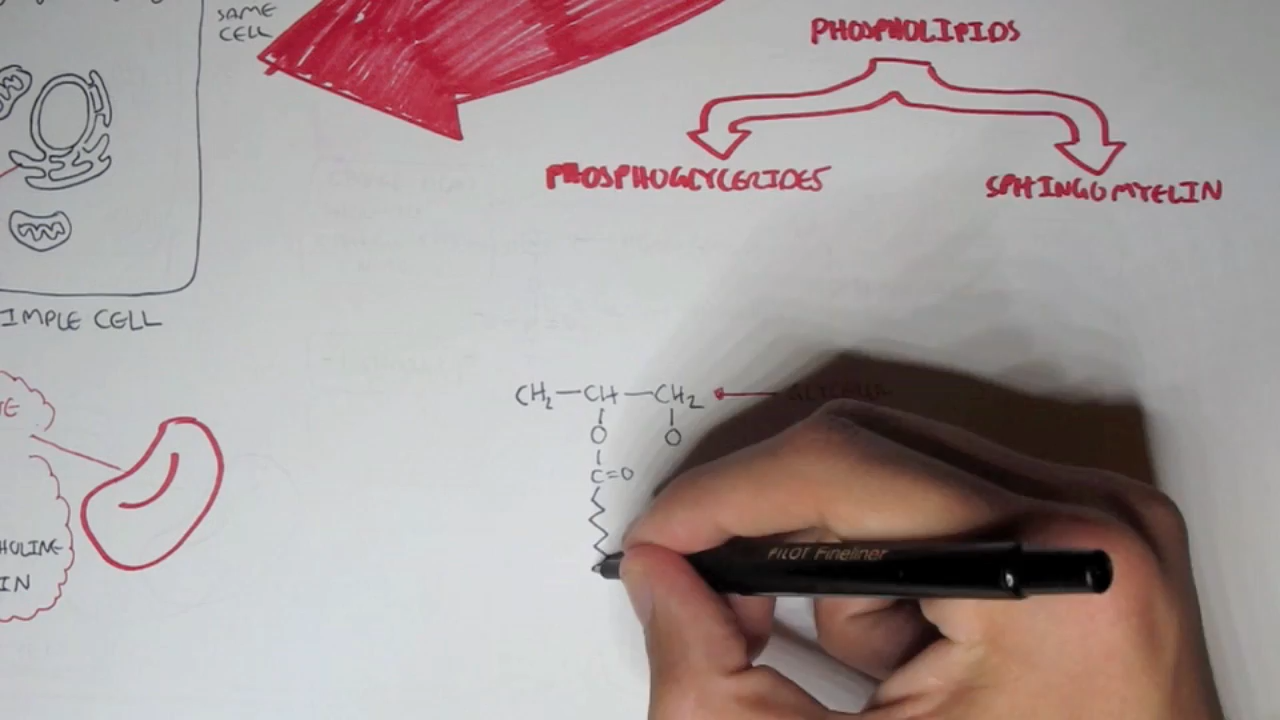 SAME
CELL
PHOSPHOLIPIDS
PHOSPHOGLYCERIDES
SPHINGOMYELIN
IMPLE CELL
CH2—CH—CH2
O O
C=O
HOLINE
IN
PILOT Fineliner